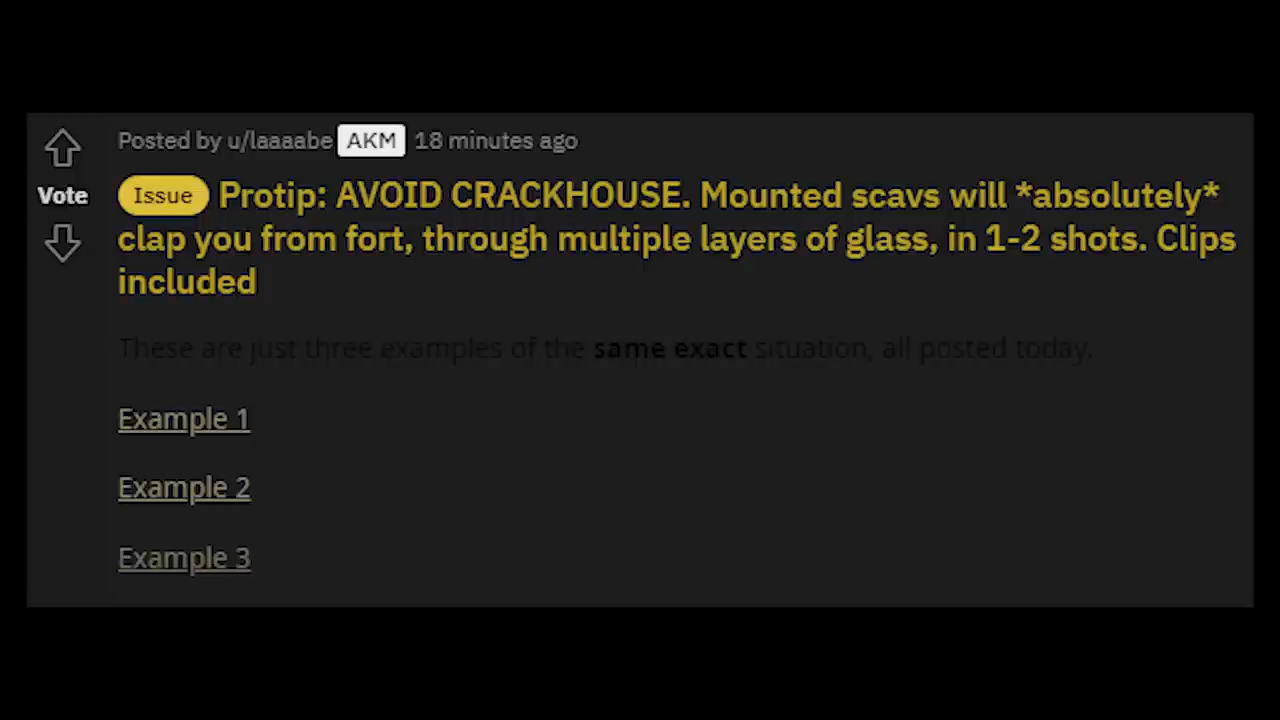 Posted by u/laaaabe AKM 18 minutes ago
Vote
Issue Protip: AVOID CRACKHOUSE. Mounted scavs will *absolutely*
clap you from fort, through multiple layers of glass, in 1-2 shots. Clips
included
These are just three examples of the same exact situation, all posted today.
Example 1
Example 2
Example 3